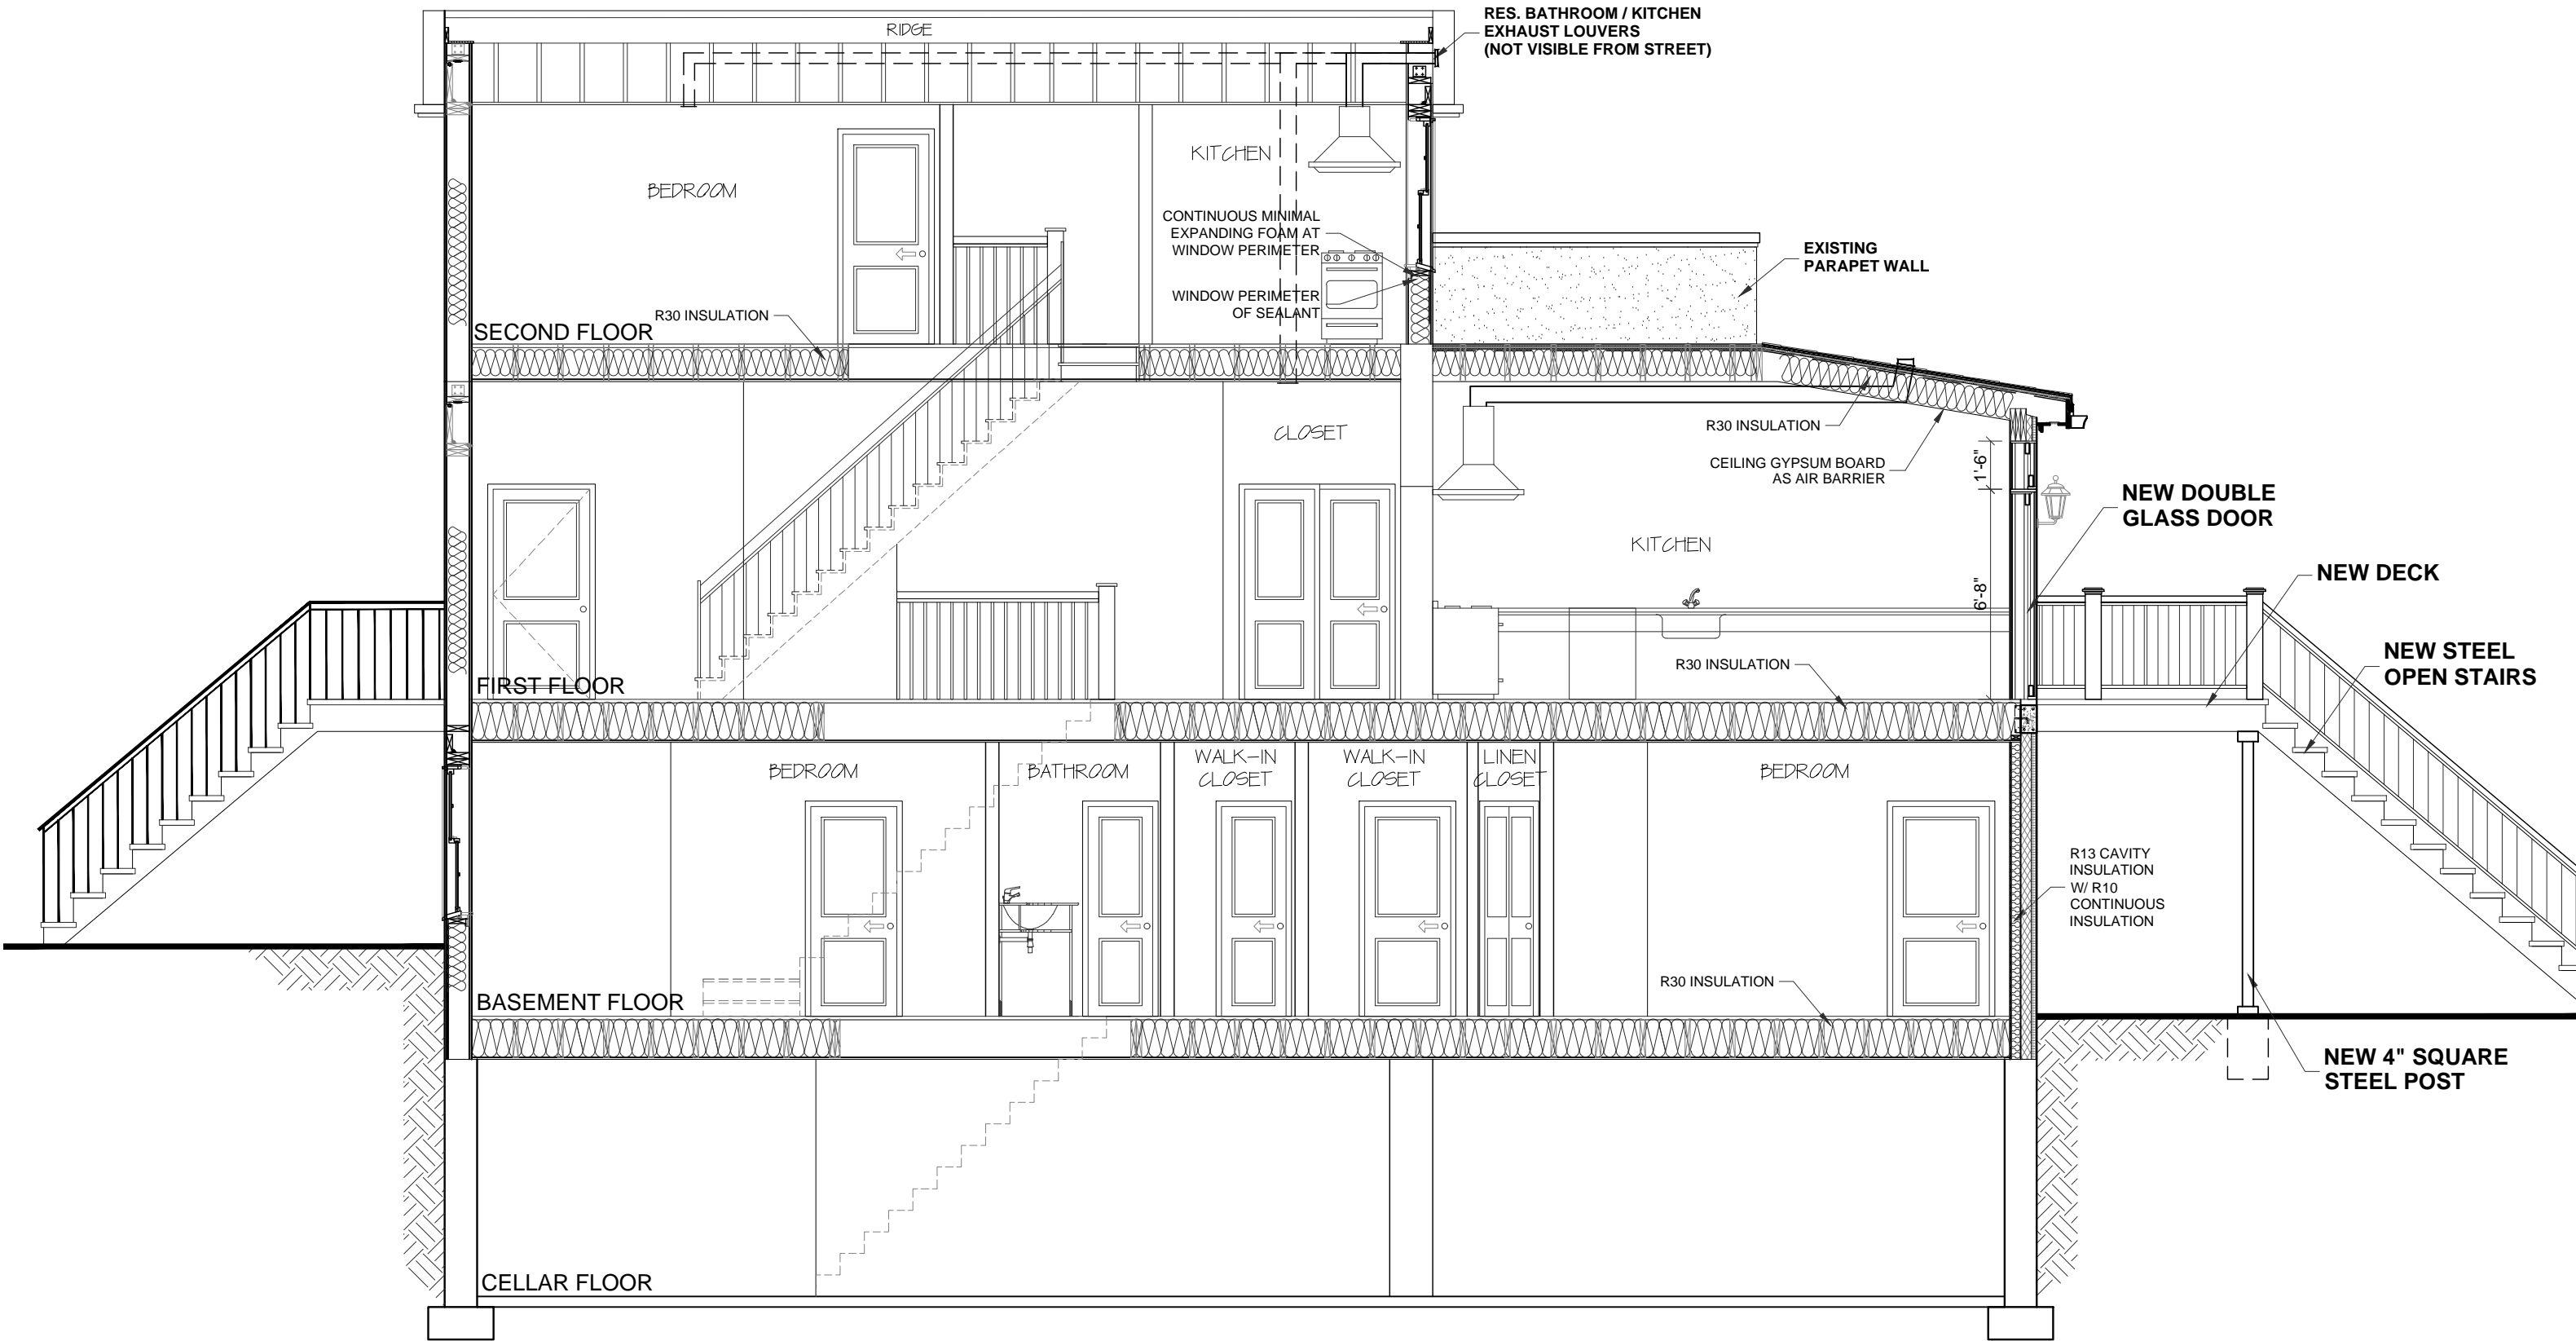 RIDGE
RES. BATHROOM / KITCHEN
EXHAUST LOUVERS
(NOT VISIBLE FROM STREET)
BEDROOM
KITCHEN
CONTINUOUS MINIMAL
EXPANDING FOAM AT
WINDOW PERIMETER
WINDOW PERIMETER
OF SEALANT
EXISTING
PARAPET WALL
R30 INSULATION
SECOND FLOOR
CLOSET
R30 INSULATION
CEILING GYPSUM BOARD
AS AIR BARRIER
1'-6"
NEW DOUBLE
GLASS DOOR
KITCHEN
6'-8"
NEW DECK
NEW STEEL
OPEN STAIRS
R30 INSULATION
FIRST FLOOR
BEDROOM
BATHROOM
WALK-IN
CLOSET
WALK-IN
CLOSET
LINEN
CLOSET
BEDROOM
R13 CAVITY
INSULATION
W/ R10
CONTINUOUS
INSULATION
R30 INSULATION
BASEMENT FLOOR
NEW 4" SQUARE
STEEL POST
CELLAR FLOOR